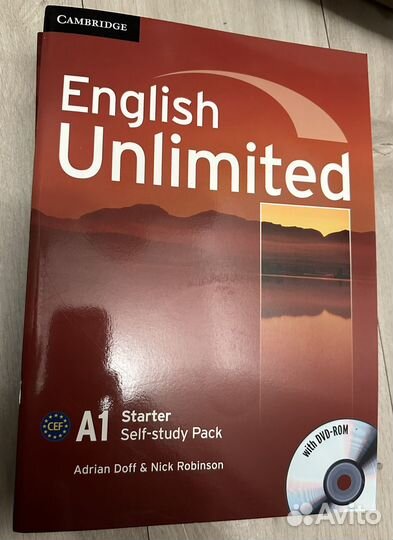 CAMBRIDGE
English
Unlimited
CEF
A1 Starter
Self-study Pack
with DVD-ROM
Adrian Doff & Nick Robinson
Avito